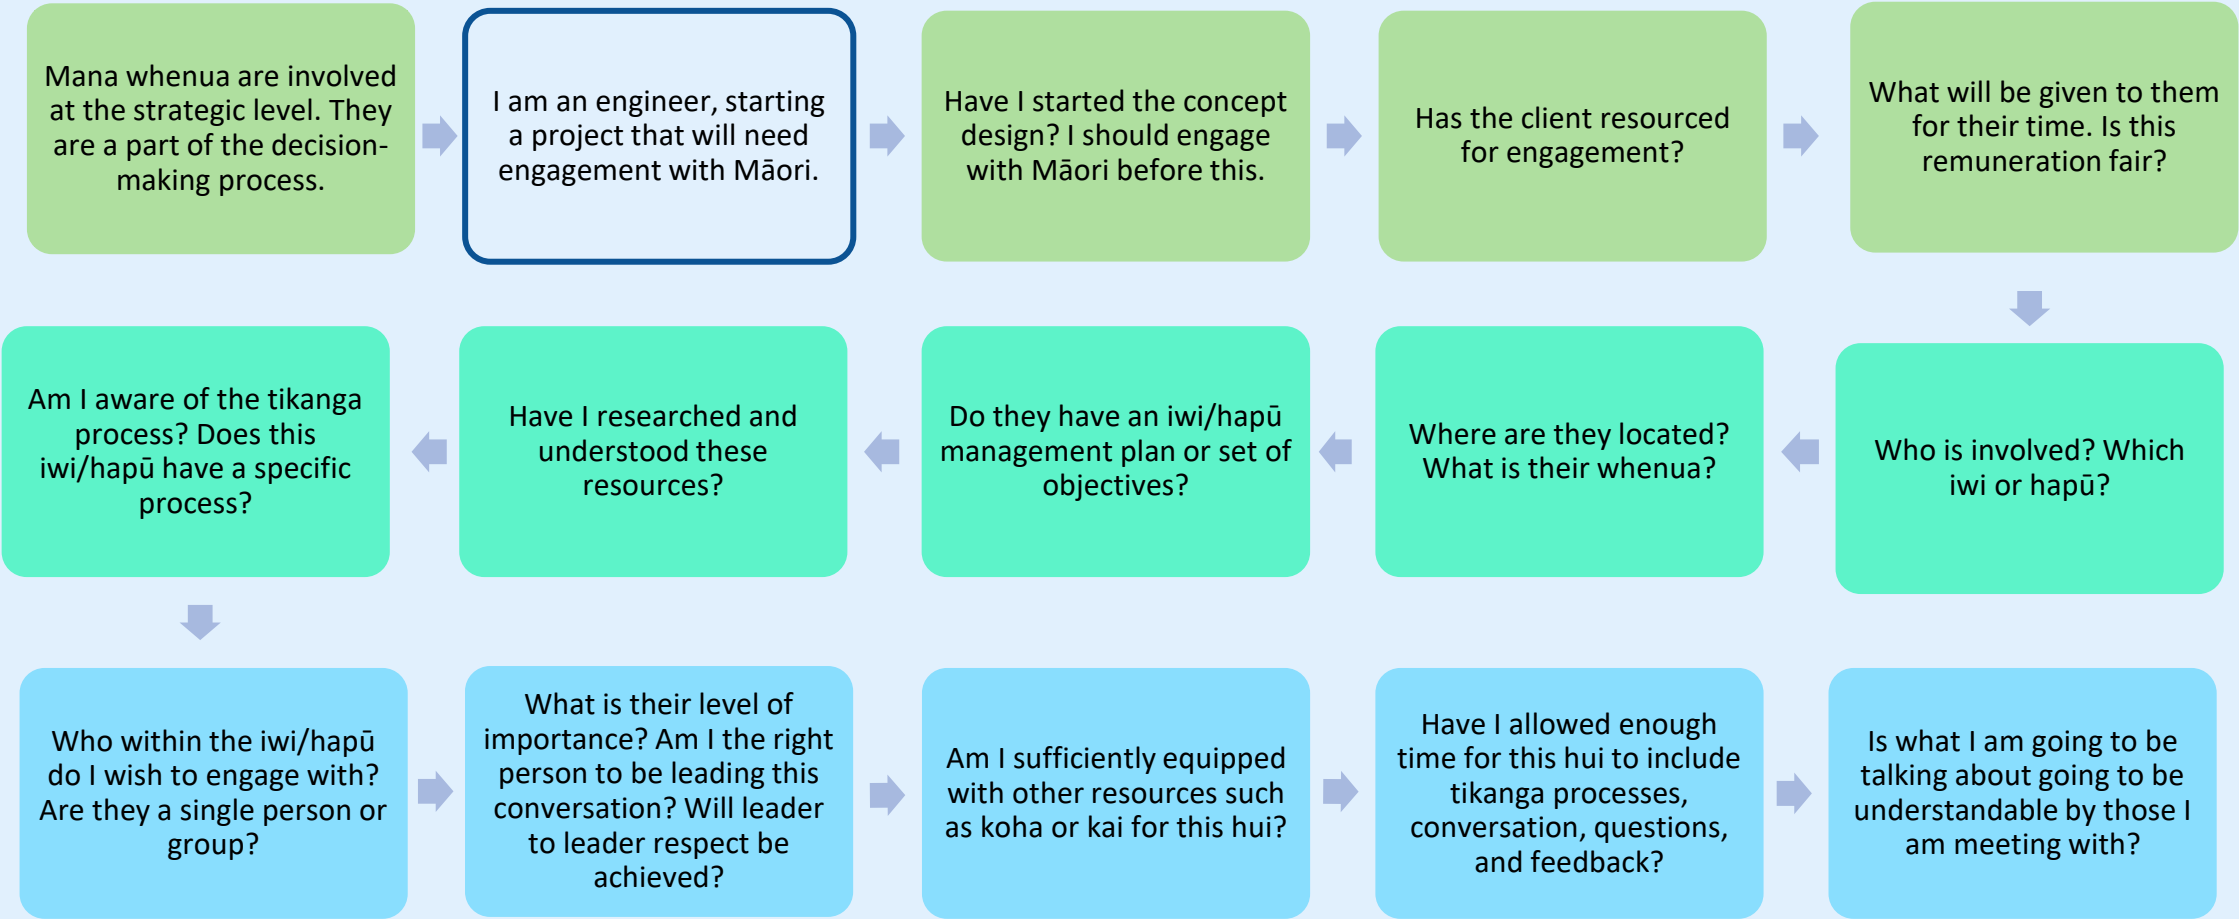 Mana whenua are involved
at the strategic level. They
are a part of the decision-
making process.
I am an engineer, starting
a project that will need
engagement with Māori.
Have I started the concept
design? I should engage
with Māori before this.
Has the client resourced
for engagement?
What will be given to them
for their time. Is this
remuneration fair?
Who is involved? Which
iwi or hapū?
Where are they located?
What is their whenua?
Do they have an iwi/hapū
management plan or set of
objectives?
Have I researched and
understood these
resources?
Am I aware of the tikanga
process? Does this
iwi/hapū have a specific
process?
Who within the iwi/hapū
do I wish to engage with?
Are they a single person or
group?
What is their level of
importance? Am I the right
person to be leading this
conversation? Will leader
to leader respect be
achieved?
Am I sufficiently equipped
with other resources such
as koha or kai for this hui?
Have I allowed enough
time for this hui to include
tikanga processes,
conversation, questions,
and feedback?
Is what I am going to be
talking about going to be
understandable by those I
am meeting with?